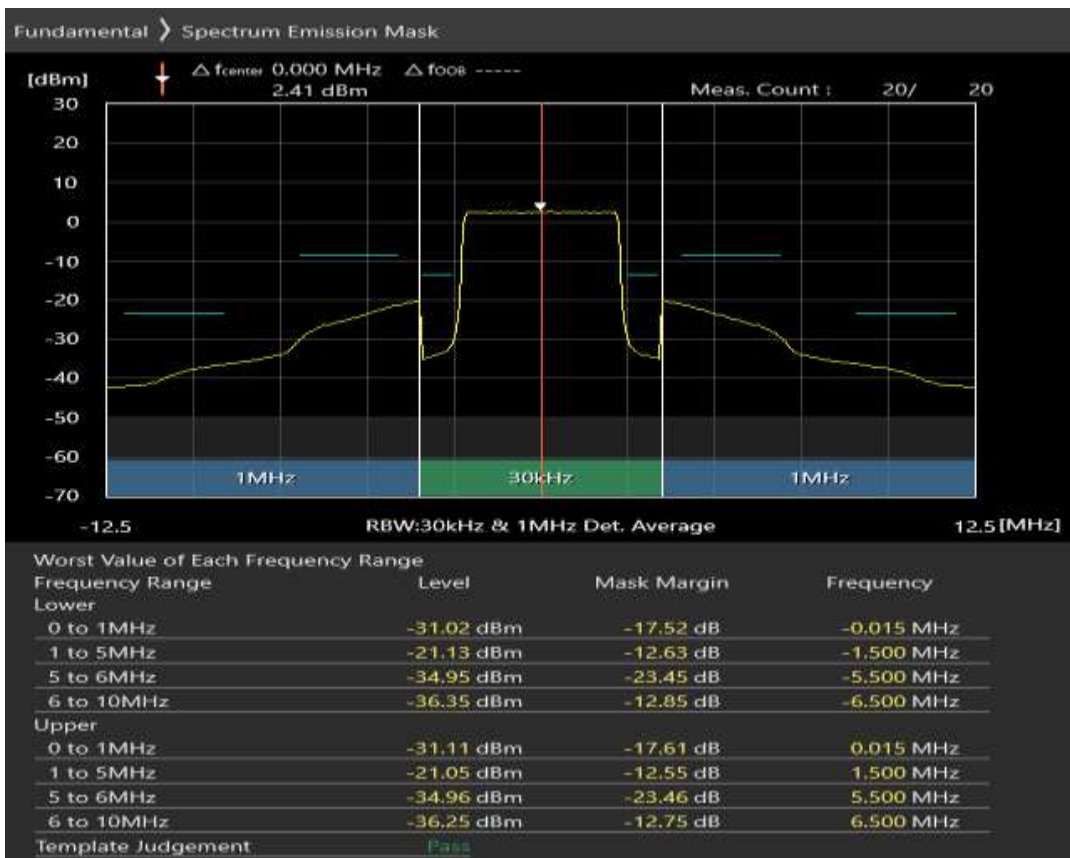 Fundamental ❯ Spectrum Emission Mask
[dBm] △ fcenter 0.000 MHz △ fOOB -----
2.41 dBm Meas. Count : 20/ 20
30
20
10
0
-10
-20
-30
-40
-50
-60
1MHz 30kHz 1MHz
-70
-12.5 RBW:30kHz & 1MHz Det. Average 12.5 [MHz]
Worst Value of Each Frequency Range
Frequency Range Level Mask Margin Frequency
Lower
0 to 1MHz -31.02 dBm -17.52 dB -0.015 MHz
1 to 5MHz -21.13 dBm -12.63 dB -1.500 MHz
5 to 6MHz -34.95 dBm -23.45 dB -5.500 MHz
6 to 10MHz -36.35 dBm -12.85 dB -6.500 MHz
Upper
0 to 1MHz -31.11 dBm -17.61 dB 0.015 MHz
1 to 5MHz -21.05 dBm -12.55 dB 1.500 MHz
5 to 6MHz -34.96 dBm -23.46 dB 5.500 MHz
6 to 10MHz -36.25 dBm -12.75 dB 6.500 MHz
Template Judgement Pass